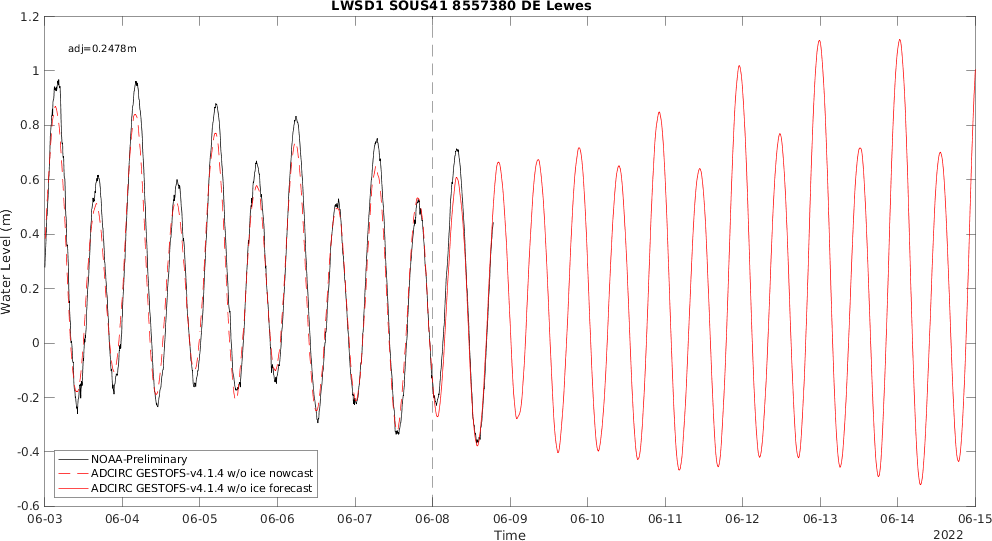 LWSD1 SOUS41 8557380 DE Lewes
adj=0.2478m
1.2
1
0.8
0.6
0.4
0.2
0
-0.2
-0.4
-0.6
Water Level (m)
NOAA-Preliminary
ADCIRC GESTOFS-v4.1.4 w/o ice nowcast
ADCIRC GESTOFS-v4.1.4 w/o ice forecast
06-03 06-04 06-05 06-06 06-07 06-08 06-09 06-10 06-11 06-12 06-13 06-14 06-15
Time
2022